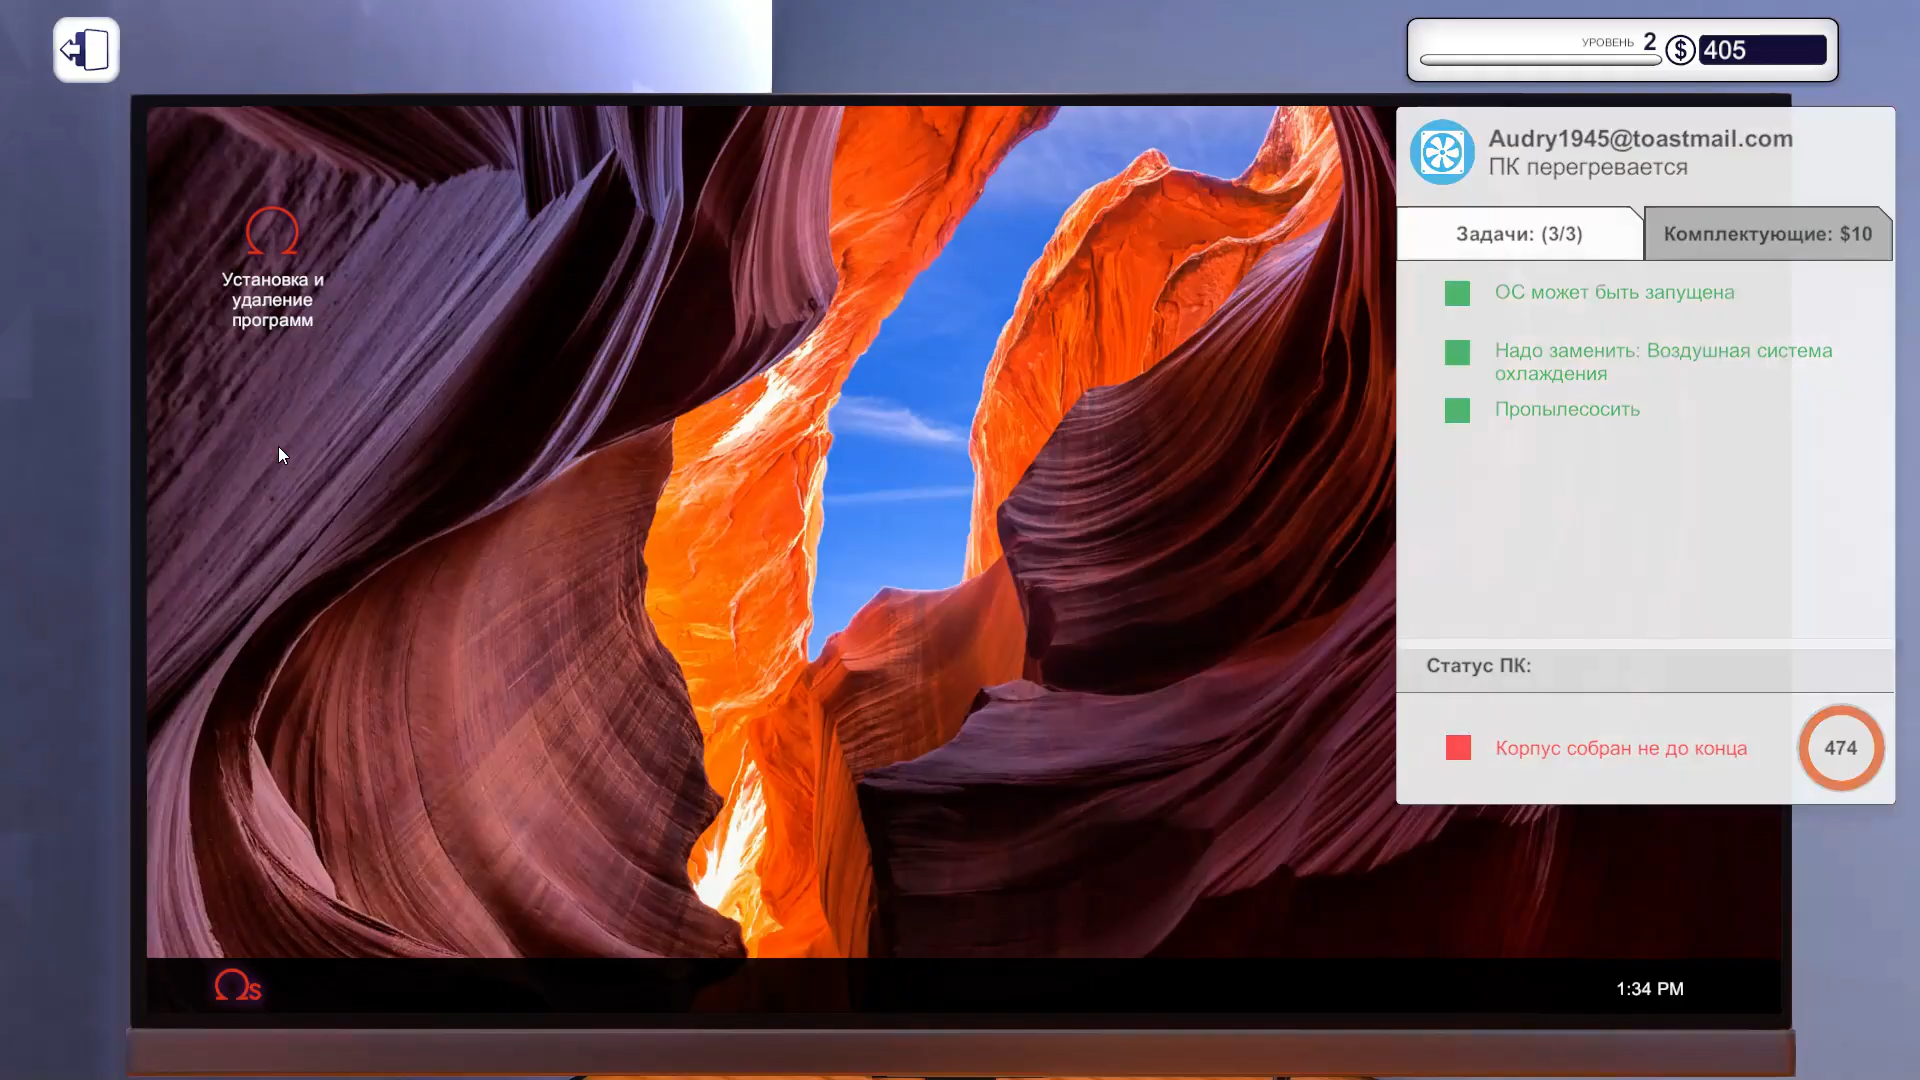 УРОВЕНЬ 2 $ 405
Audry1945@toastmail.com
ПК перегревается
Задачи: (3/3)
Комплектующие: $10
Установка и
удаление
программ
ОС может быть запущена
Надо заменить: Воздушная система
охлаждения
Пропылесосить
Статус ПК:
Корпус собран не до конца
474
Ωs
1:34 PM